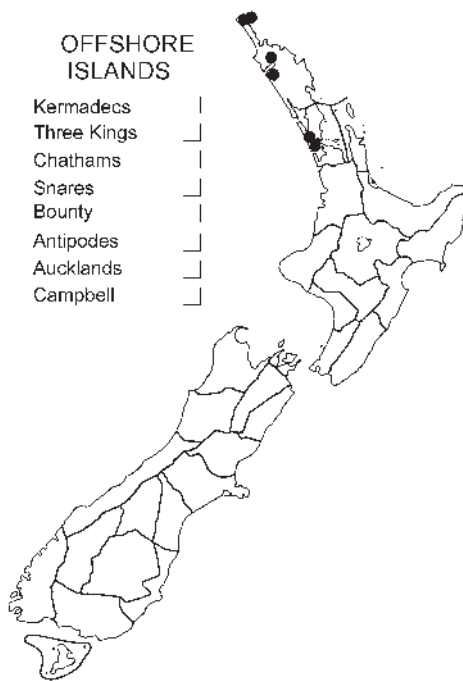 OFFSHORE
ISLANDS
Kermadecs
Three Kings
Chathams
Snares
Bounty
Antipodes
Aucklands
Campbell